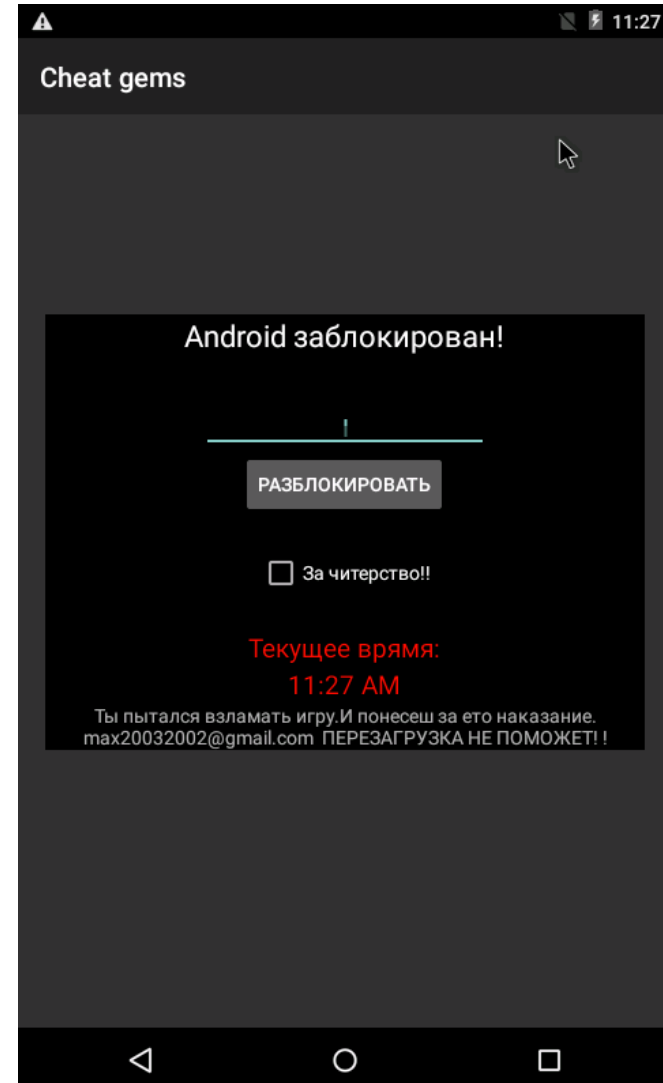 11:27
Cheat gems
Android заблокирован!
РАЗБЛОКИРОВАТЬ
За читерство!!
Текущее врямя:
11:27 AM
Ты пытался взламать игру.И понесеш за ето наказание.
max20032002@gmail.com ПЕРЕЗАГРУЗКА НЕ ПОМОЖЕТ! !